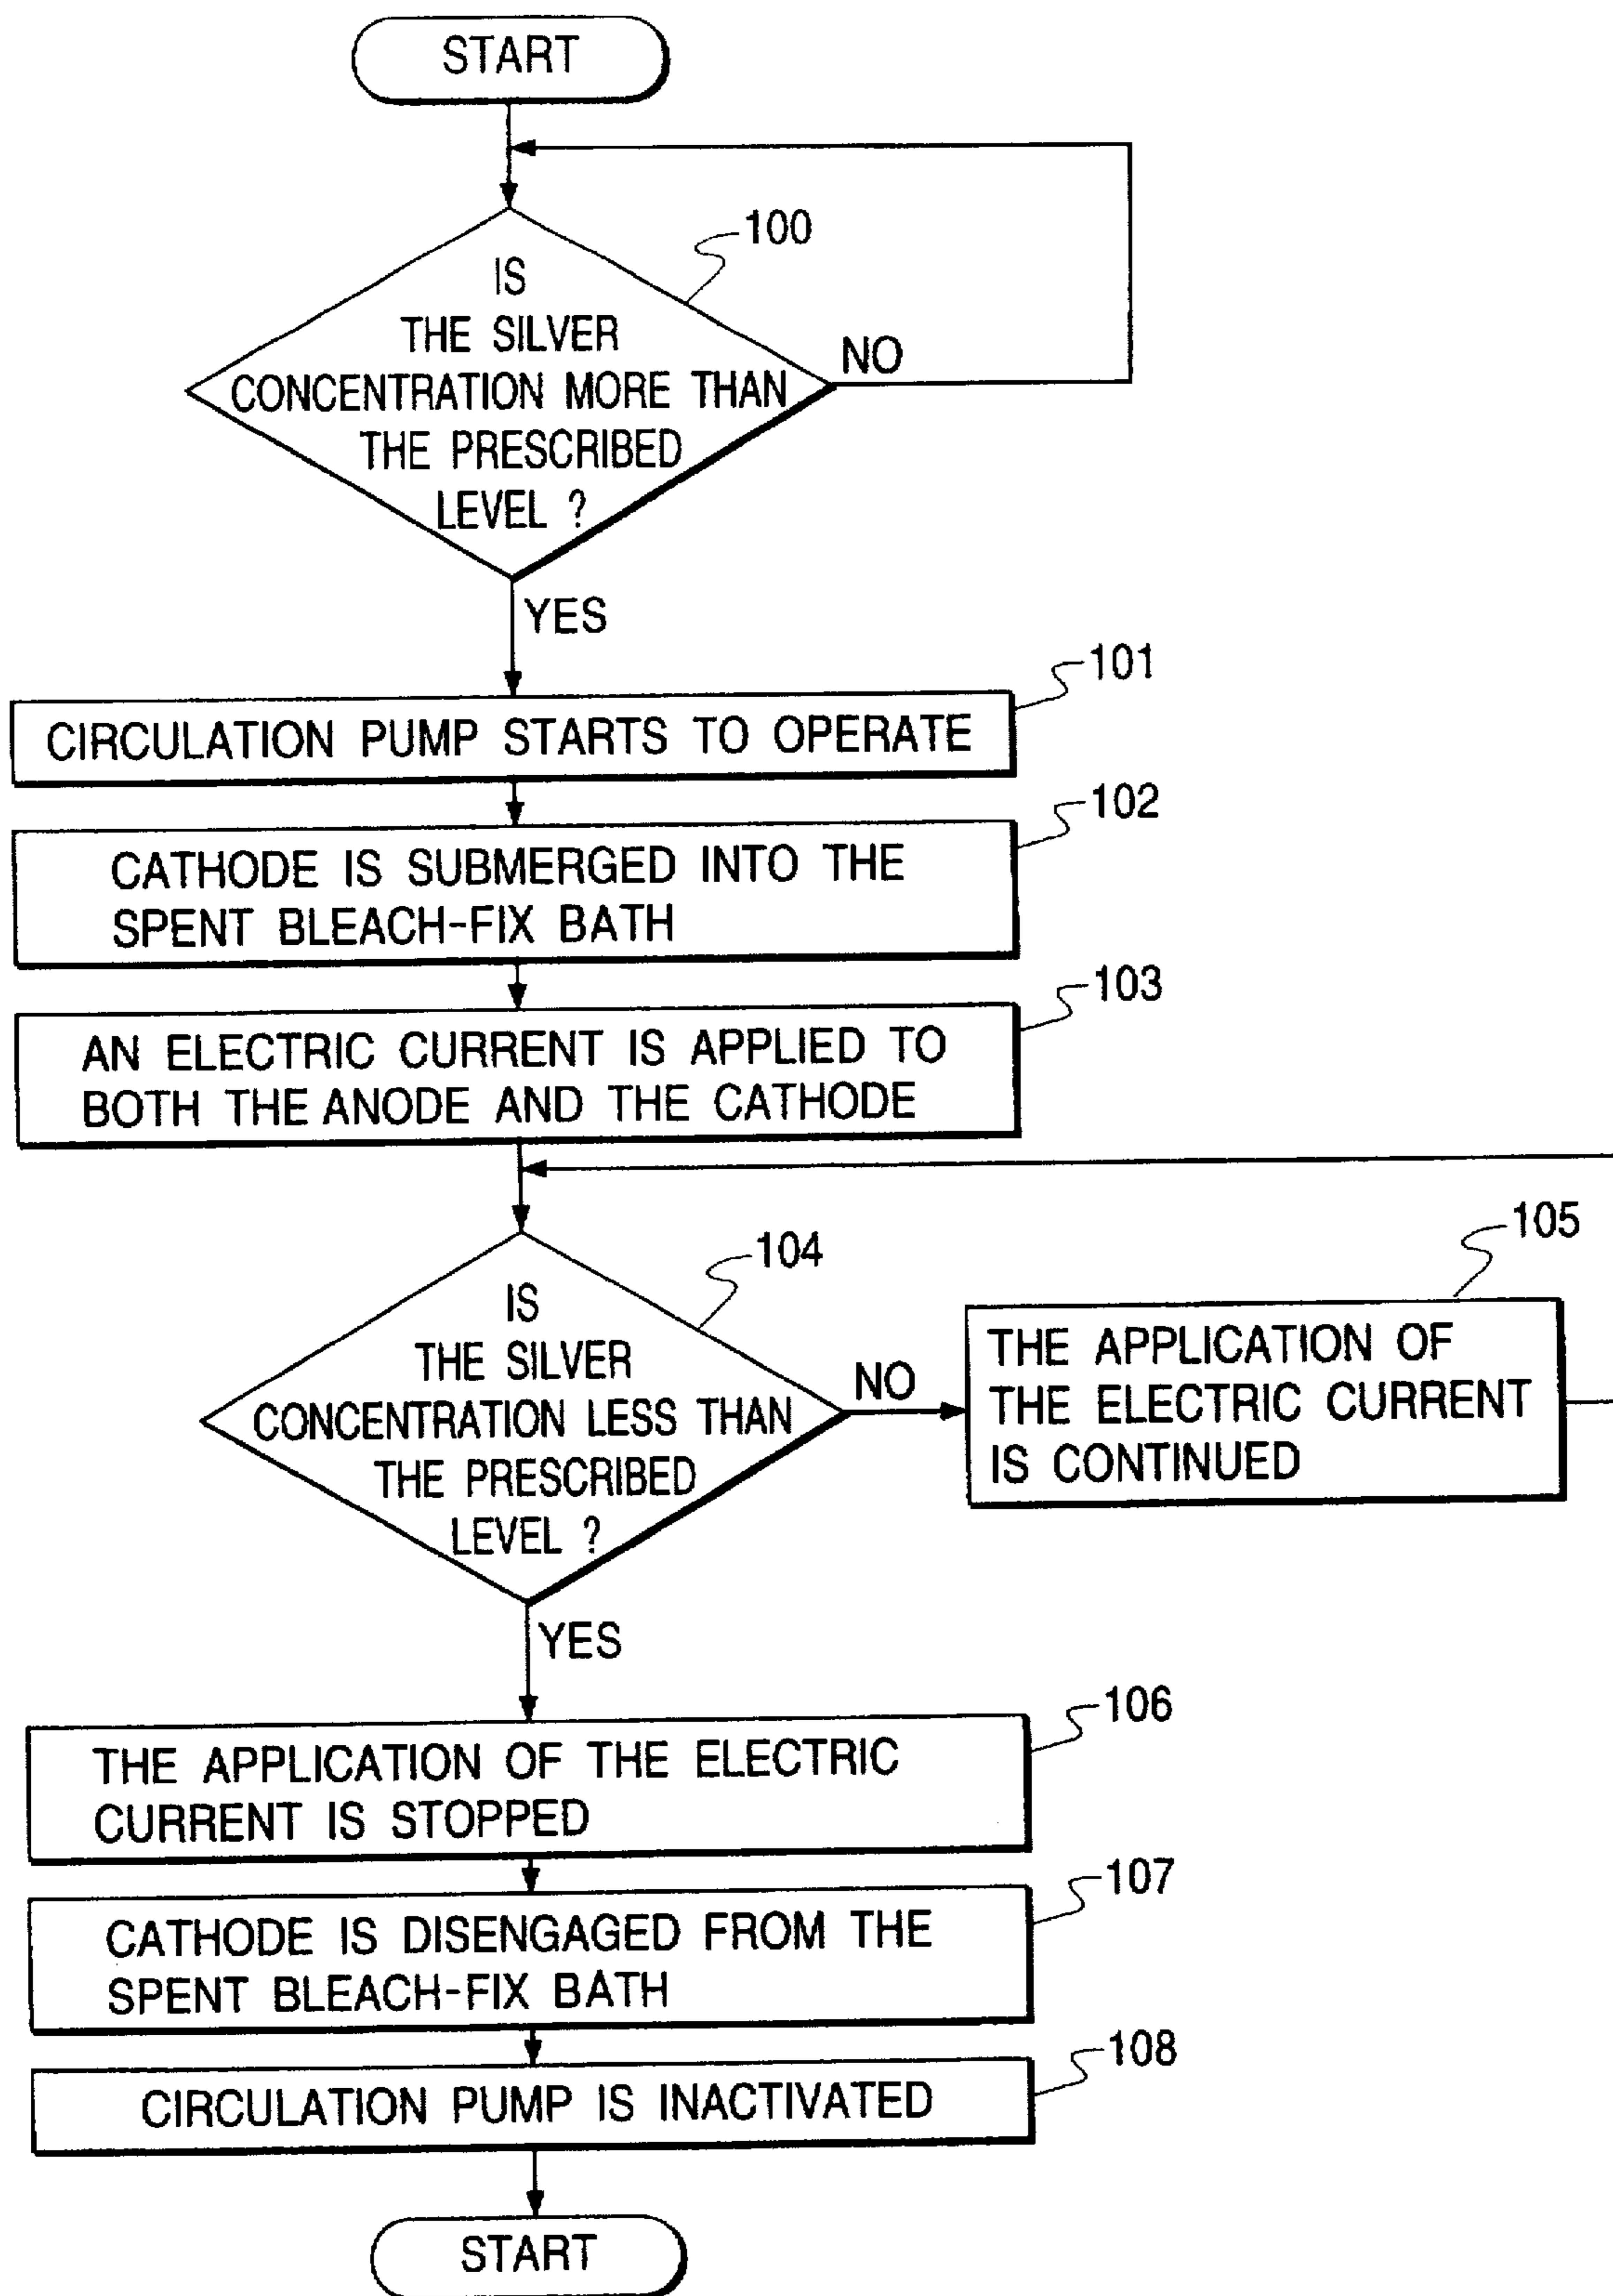 START
100
IS
THE SILVER
CONCENTRATION MORE THAN
THE PRESCRIBED
LEVEL ?
NO
YES
101
CIRCULATION PUMP STARTS TO OPERATE
102
CATHODE IS SUBMERGED INTO THE
SPENT BLEACH-FIX BATH
103
AN ELECTRIC CURRENT IS APPLIED TO
BOTH THE ANODE AND THE CATHODE
104
IS
THE SILVER
CONCENTRATION LESS THAN
THE PRESCRIBED
LEVEL ?
NO
105
THE APPLICATION OF
THE ELECTRIC CURRENT
IS CONTINUED
YES
106
THE APPLICATION OF THE ELECTRIC
CURRENT IS STOPPED
107
CATHODE IS DISENGAGED FROM THE
SPENT BLEACH-FIX BATH
108
CIRCULATION PUMP IS INACTIVATED
START